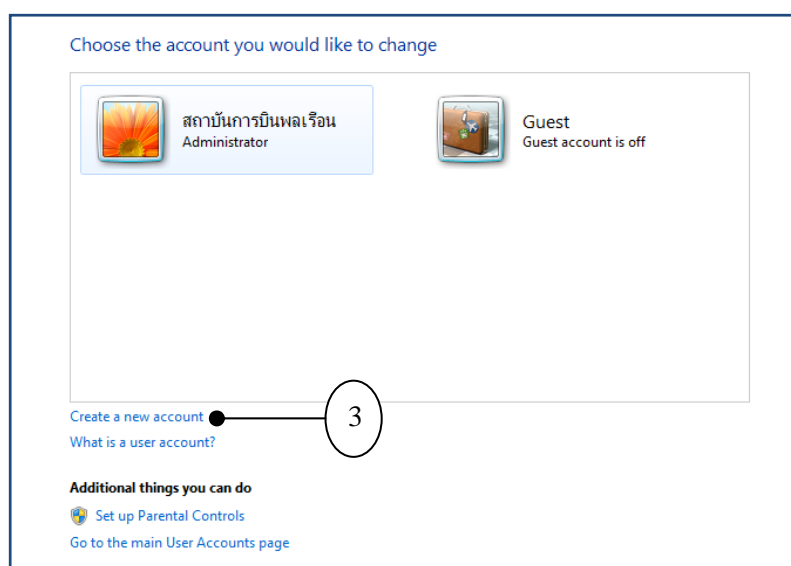 Choose the account you would like to change
สถาบันการบินพลเรือน
Administrator
Guest
Guest account is off
Create a new account
3
What is a user account?
Additional things you can do
Set up Parental Controls
Go to the main User Accounts page